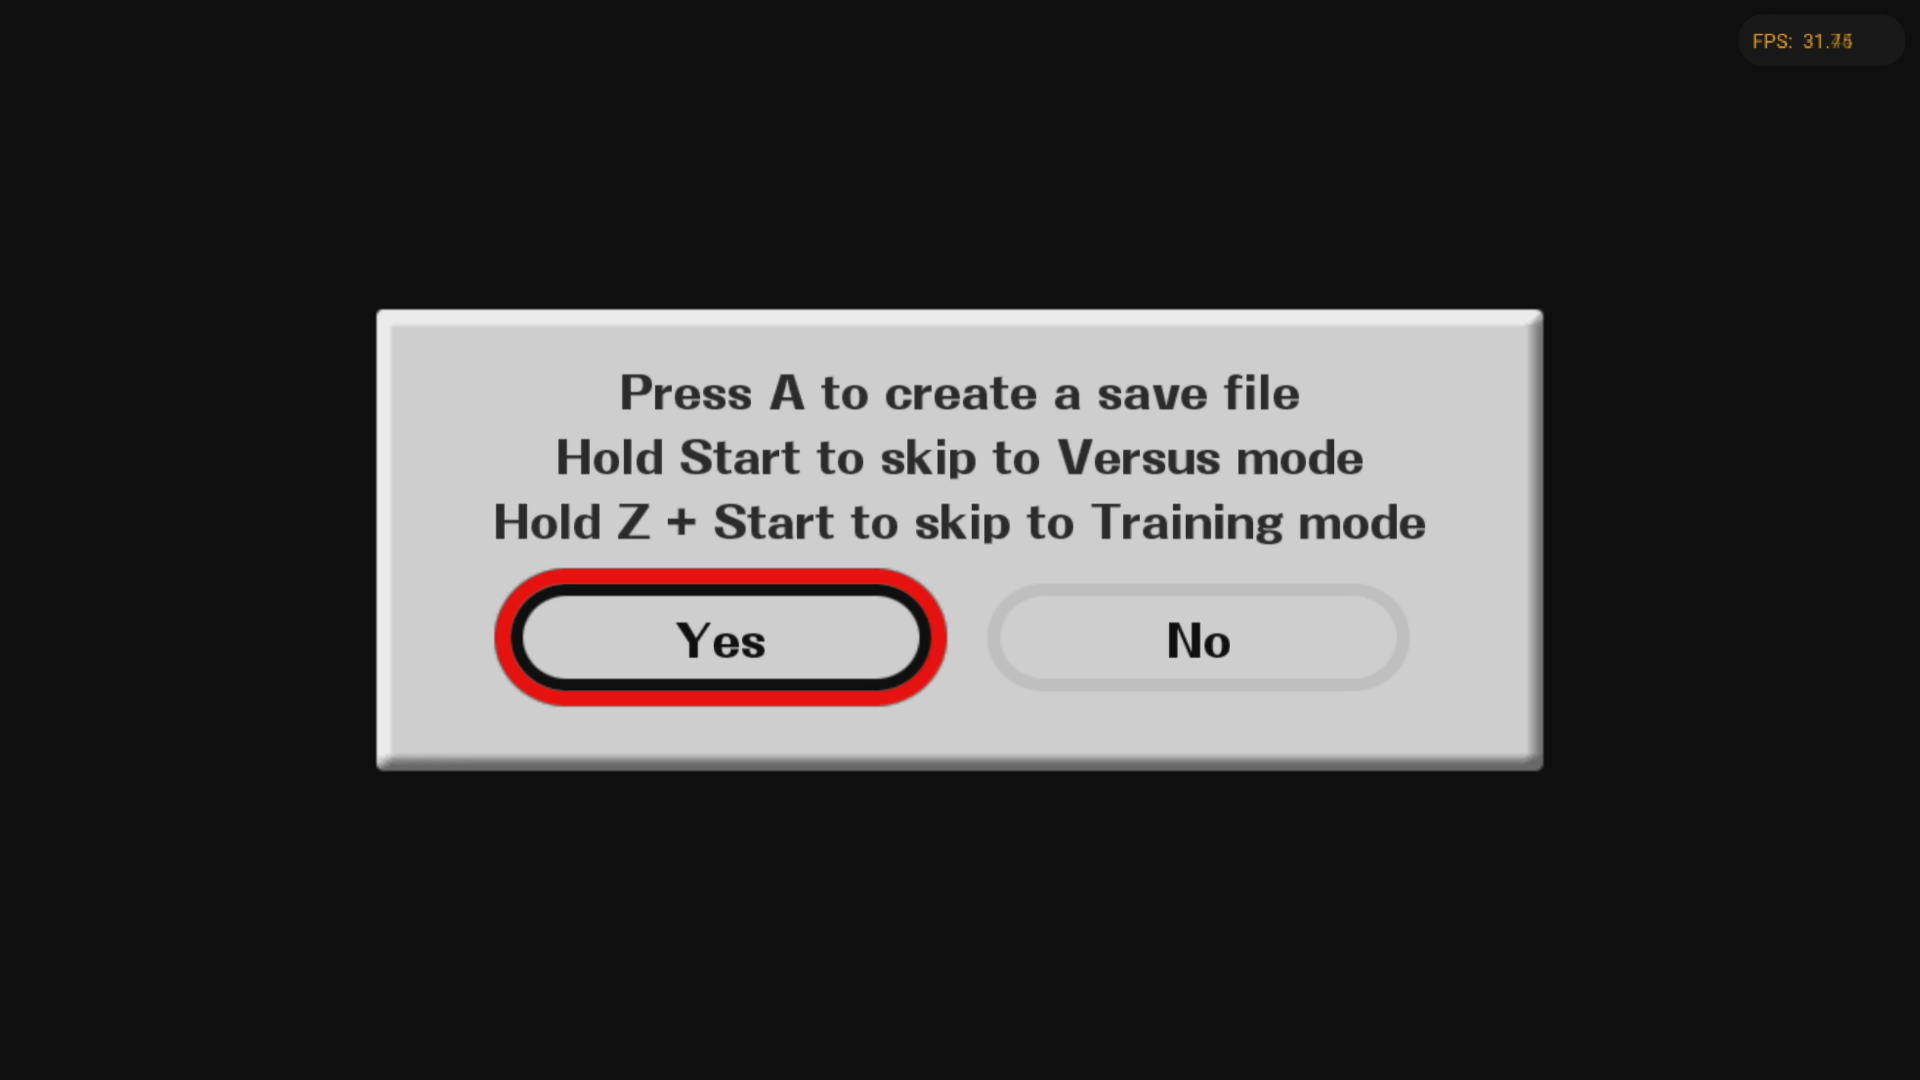 FPS: 31.
Press A to create a save file
Hold Start to skip to Versus mode
Hold Z + Start to skip to Training mode
Yes
No